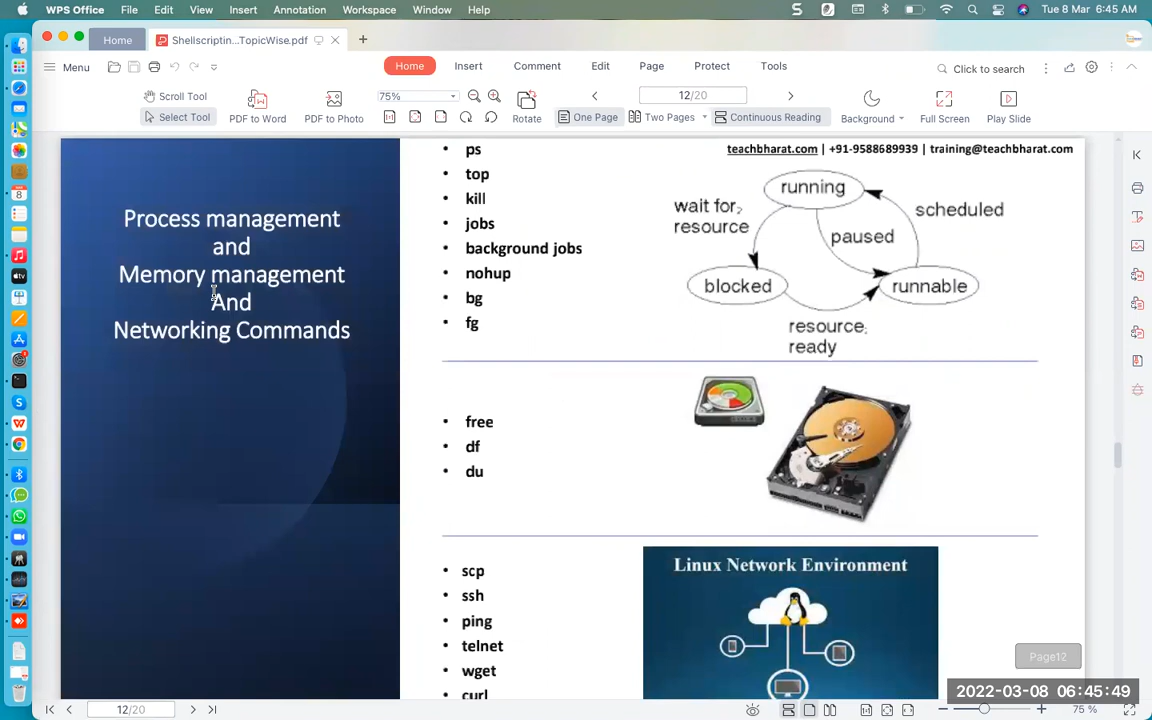 WPS Office File Edit View Insert Annotation Workspace Window Help Tue 8 Mar 6:45 AM
Home Shellscriptin...TopicWise.pdf
Menu Home Insert Comment Edit Page Protect Tools Click to search
Scroll Tool 75% 12/20
Select Tool PDF to Word PDF to Photo Rotate One Page Two Pages Continuous Reading Background Full Screen Play Slide
teachbharat.com | +91-9588689939 | training@teachbharat.com
Process management
and
Memory management
And
Networking Commands
• ps
• top
• kill
• jobs
• background jobs
• nohup
• bg
• fg
running
wait for,
resource
scheduled
paused
blocked
runnable
resource,
ready
• free
• df
• du
• scp
• ssh
• ping
• telnet
• wget
• curl
Linux Network Environment
Page12
2022-03-08 06:45:49
12/20 75 %